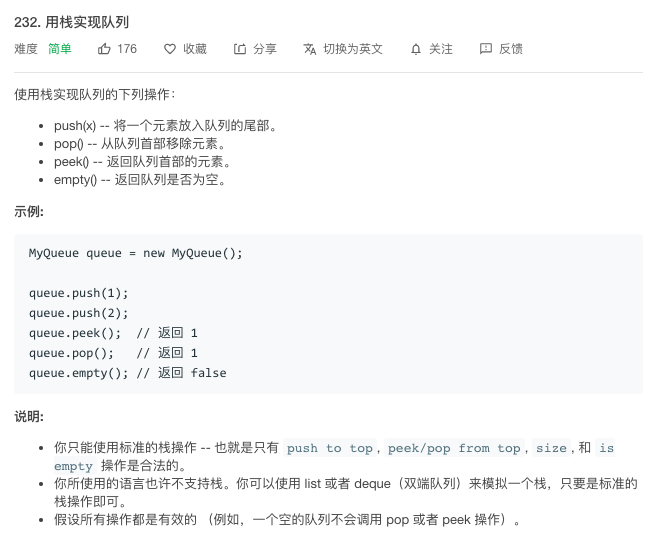 232. 用栈实现队列
难度 简单 176 收藏 分享 切换为英文 关注 反馈
使用栈实现队列的下列操作：
• push(x) -- 将一个元素放入队列的尾部。
• pop() -- 从队列首部移除元素。
• peek() -- 返回队列首部的元素。
• empty() -- 返回队列是否为空。
示例:
MyQueue queue = new MyQueue();
queue.push(1);
queue.push(2);
queue.peek();  // 返回 1
queue.pop();   // 返回 1
queue.empty(); // 返回 false
说明:
• 你只能使用标准的栈操作 -- 也就是只有 push to top, peek/pop from top, size, 和 is
empty 操作是合法的。
• 你所使用的语言也许不支持栈。你可以使用 list 或者 deque（双端队列）来模拟一个栈，只要是标准的
栈操作即可。
• 假设所有操作都是有效的 （例如，一个空的队列不会调用 pop 或者 peek 操作）。